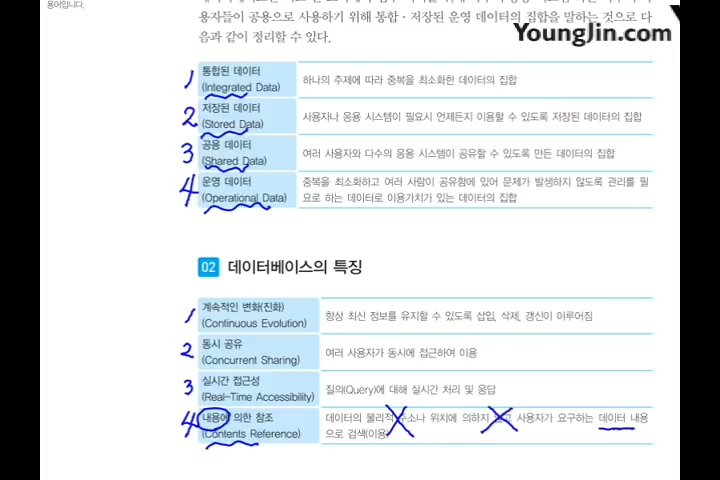 용어입니다.
용자들이 공용으로 사용하기 위해 통합·저장된 운영 데이터의 집합을 말하는 것으로 다
음과 같이 정리할 수 있다.
YoungJin.com
1 통합된 데이터
(Integrated Data)
하나의 주제에 따라 중복을 최소화한 데이터의 집합
2 저장된 데이터
(Stored Data)
사용자나 응용 시스템이 필요시 언제든지 이용할 수 있도록 저장된 데이터의 집합
3 공용 데이터
(Shared Data)
여러 사용자와 다수의 응용 시스템이 공유할 수 있도록 만든 데이터의 집합
4 운영 데이터
(Operational Data)
중복을 최소화하고 여러 사람이 공유함에 있어 문제가 발생하지 않도록 관리를 필
요로 하는 데이터로 이용가치가 있는 데이터의 집합
02 데이터베이스의 특징
1 계속적인 변화(진화)
(Continuous Evolution)
항상 최신 정보를 유지할 수 있도록 삽입, 삭제, 갱신이 이루어짐
2 동시 공유
(Concurrent Sharing)
여러 사용자가 동시에 접근하여 이용
3 실시간 접근성
(Real-Time Accessibility)
질의(Query)에 대해 실시간 처리 및 응답
4 내용에 의한 참조
(Contents Reference)
데이터의 물리적 주소나 위치에 의하지 사용자가 요구하는 데이터 내용
으로 검색(이용)